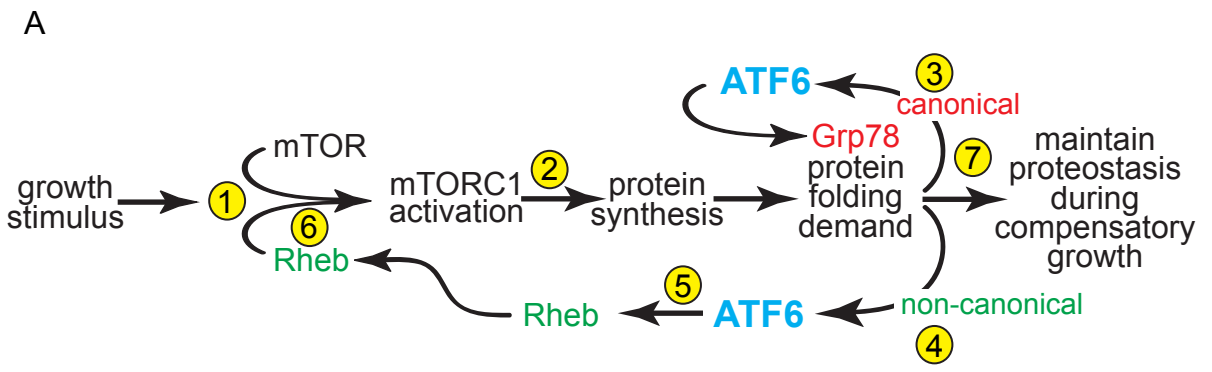 A
growth
stimulus
1
mTOR
6
Rheb
mTORC1
activation
2
protein
synthesis
ATF6
3
canonical
Grp78
protein
folding
demand
7
maintain
proteostasis
during
compensatory
growth
non-canonical
4
ATF6
5
Rheb